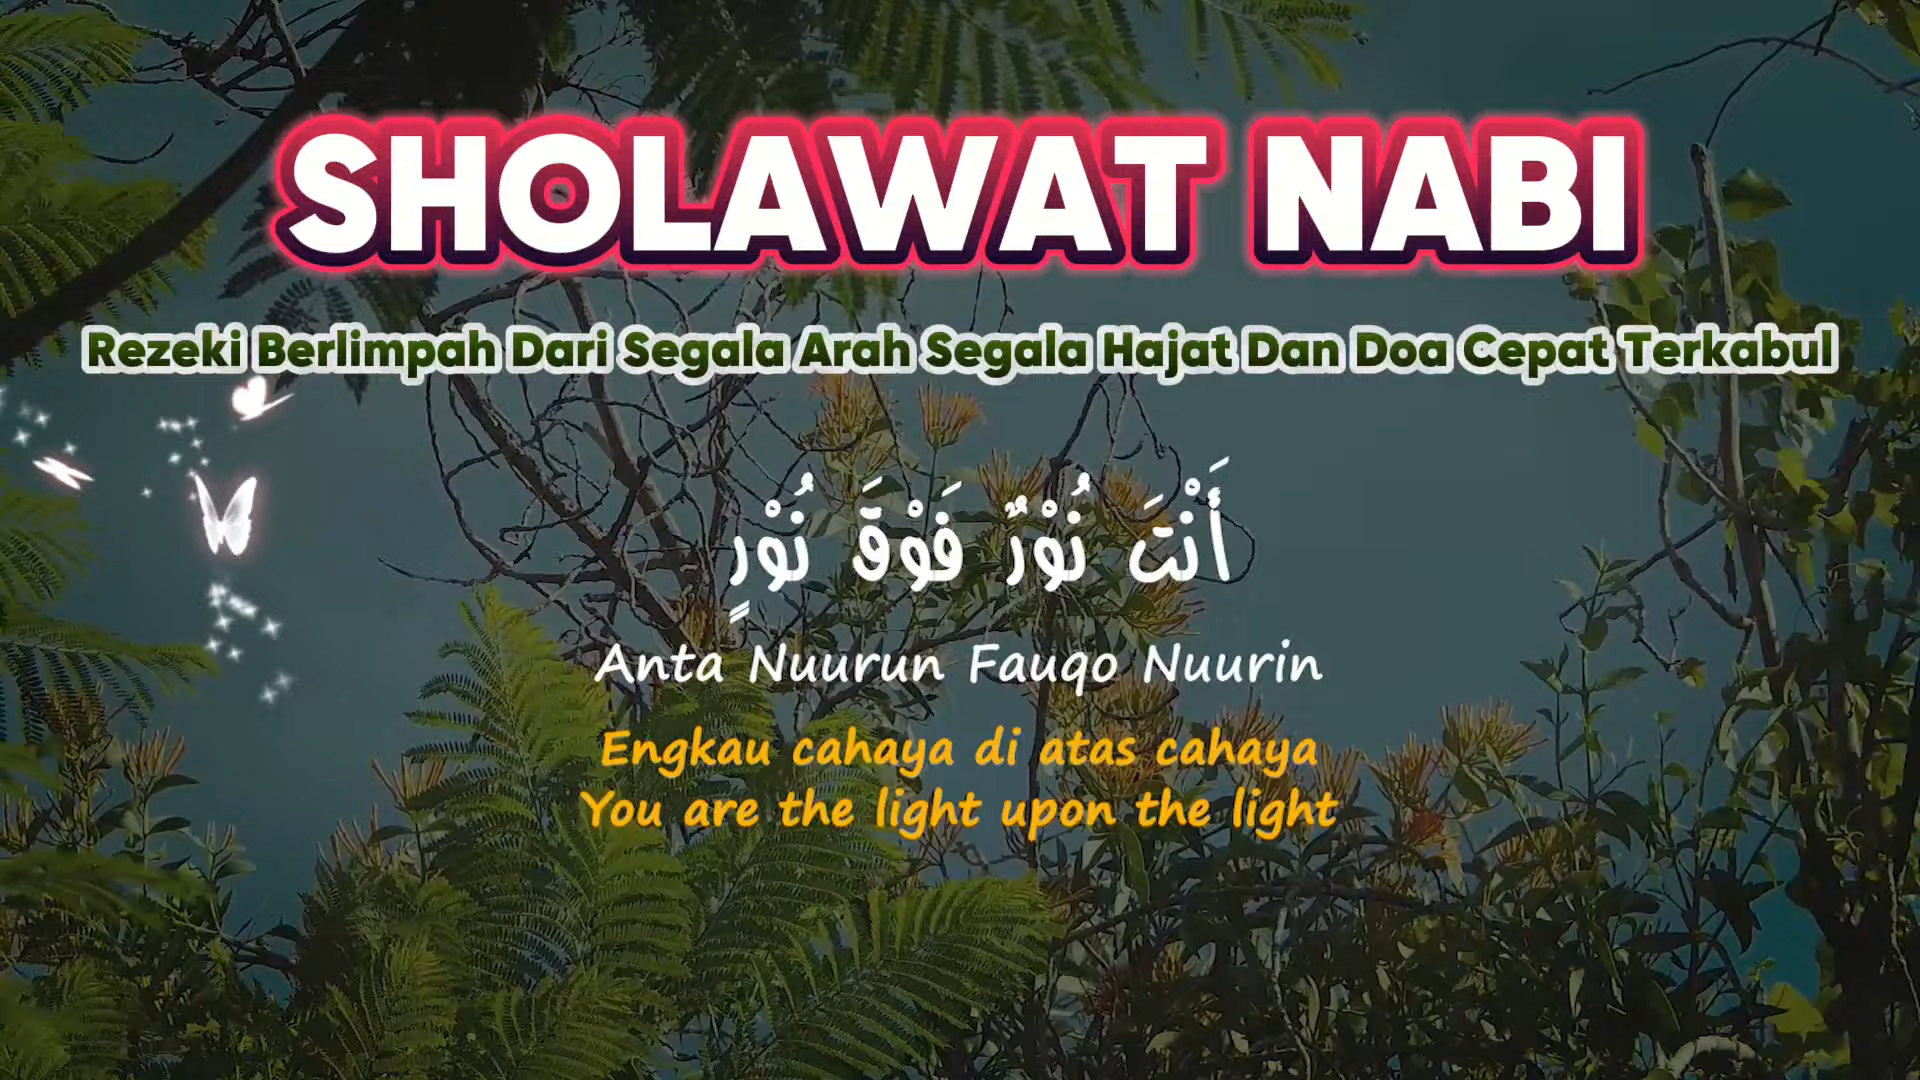 SHOLAWAT NABI
Rezeki Berlimpah Dari Segala Arah Segala Hajat Dan Doa Cepat Terkabul
أَنْتَ نُوْرٌ فَوْقَ نُوْرٍ
Anta Nuurun Fauqo Nuurin
Engkau cahaya di atas cahaya
You are the light upon the light